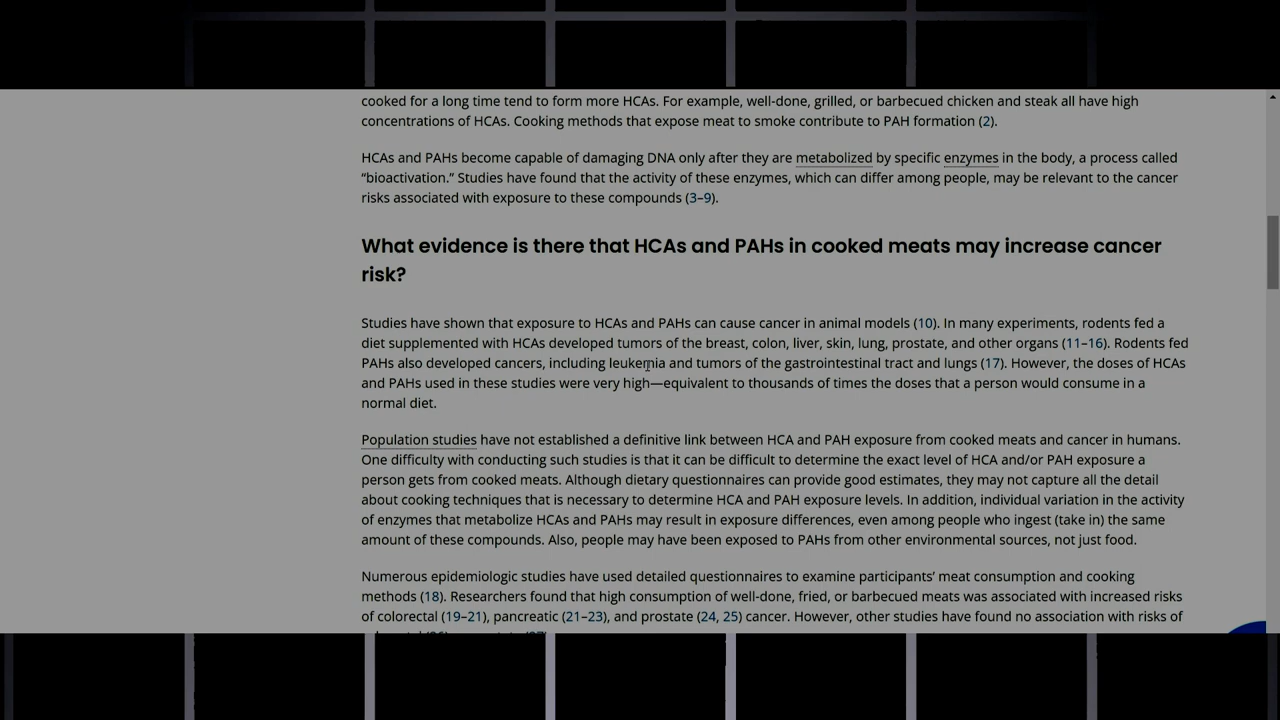 cooked for a long time tend to form more HCAs. For example, well-done, grilled, or barbecued chicken and steak all have high
concentrations of HCAs. Cooking methods that expose meat to smoke contribute to PAH formation (2).
HCAs and PAHs become capable of damaging DNA only after they are metabolized by specific enzymes in the body, a process called
“bioactivation.” Studies have found that the activity of these enzymes, which can differ among people, may be relevant to the cancer
risks associated with exposure to these compounds (3–9).
What evidence is there that HCAs and PAHs in cooked meats may increase cancer
risk?
Studies have shown that exposure to HCAs and PAHs can cause cancer in animal models (10). In many experiments, rodents fed a
diet supplemented with HCAs developed tumors of the breast, colon, liver, skin, lung, prostate, and other organs (11–16). Rodents fed
PAHs also developed cancers, including leukemia and tumors of the gastrointestinal tract and lungs (17). However, the doses of HCAs
and PAHs used in these studies were very high—equivalent to thousands of times the doses that a person would consume in a
normal diet.
Population studies have not established a definitive link between HCA and PAH exposure from cooked meats and cancer in humans.
One difficulty with conducting such studies is that it can be difficult to determine the exact level of HCA and/or PAH exposure a
person gets from cooked meats. Although dietary questionnaires can provide good estimates, they may not capture all the detail
about cooking techniques that is necessary to determine HCA and PAH exposure levels. In addition, individual variation in the activity
of enzymes that metabolize HCAs and PAHs may result in exposure differences, even among people who ingest (take in) the same
amount of these compounds. Also, people may have been exposed to PAHs from other environmental sources, not just food.
Numerous epidemiologic studies have used detailed questionnaires to examine participants’ meat consumption and cooking
methods (18). Researchers found that high consumption of well-done, fried, or barbecued meats was associated with increased risks
of colorectal (19–21), pancreatic (21–23), and prostate (24, 25) cancer. However, other studies have found no association with risks of